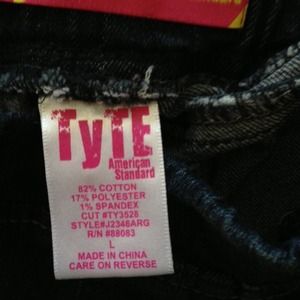 TyTE
American
Standard
82% COTTON
17% POLYESTER
1% SPANDEX
CUT #TY3528
STYLE#J2346ARG
R/N #88083
L
MADE IN CHINA
CARE ON REVERSE